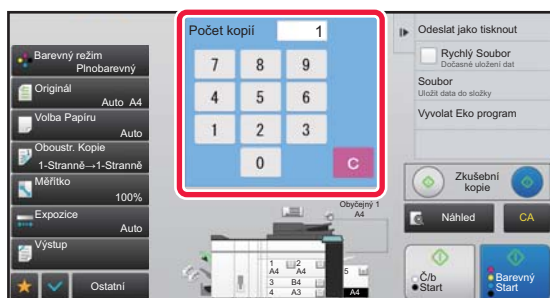 Barevný režim
Plnobarevný
Originál
Auto A4
Volba Papíru
Auto
Oboustr. Kopie
1-Stranně→1-Stranně
Měřítko
100%
Expozice
Auto
Výstup
Ostatní
Počet kopií 1
7 8 9
4 5 6
1 2 3
0 C
Obyčejný 1
A4
1 A4 2 A4
3 B4
4 A3
5
A4
Odeslat jako tisknout
Rychlý Soubor
Dočasné uložení dat
Soubor
Uložit data do složky
Vyvolat Eko program
Zkušební
kopie
Náhled CA
Č/b
Start
Barevný
Start